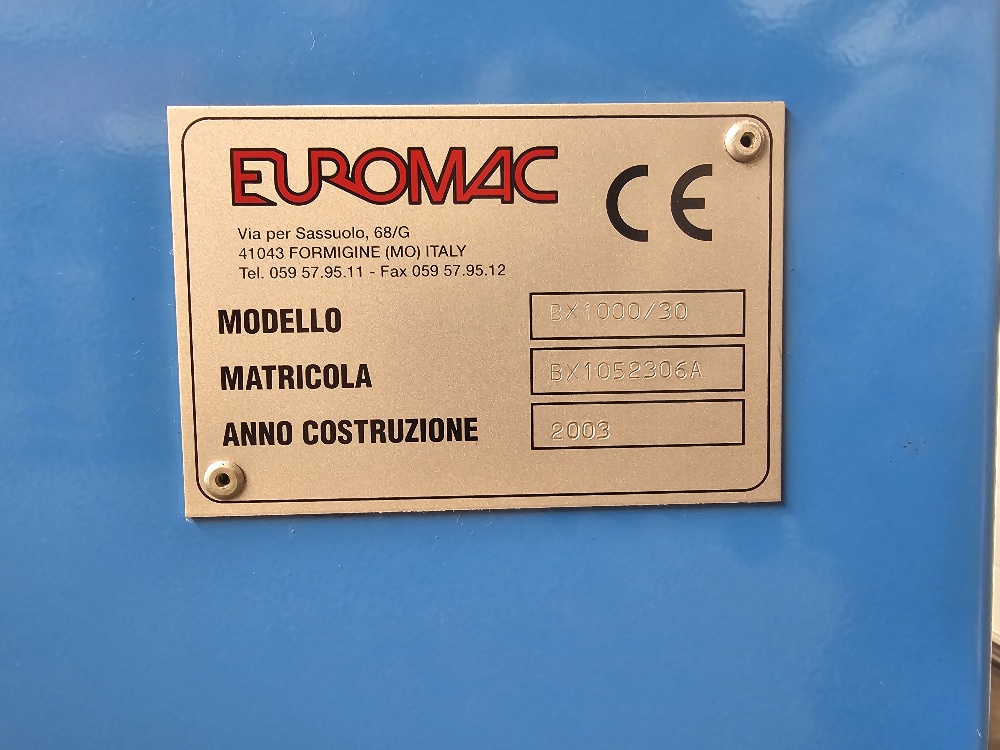 EUROMAC
CE
Via per Sassuolo, 68/G
41043 FORMIGINE (MO) ITALY
Tel. 059 57.95.11 - Fax 059 57.95.12
MODELLO BX1000/30
MATRICOLA BX1052306A
ANNO COSTRUZIONE 2003